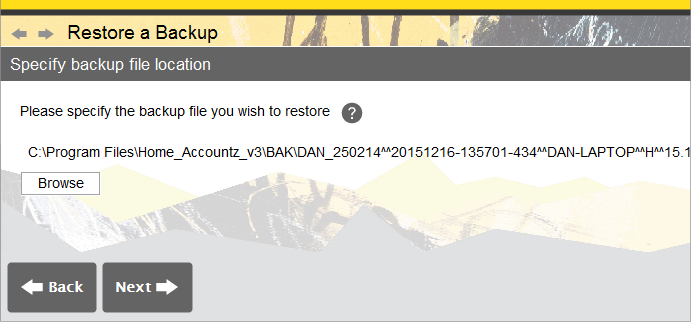 Restore a Backup
Specify backup file location
Please specify the backup file you wish to restore ?
C:\Program Files\Home_Accountz_v3\BAK\DAN_250214^^20151216-135701-434^^DAN-LAPTOP^^H^^15.1
Browse
Back Next